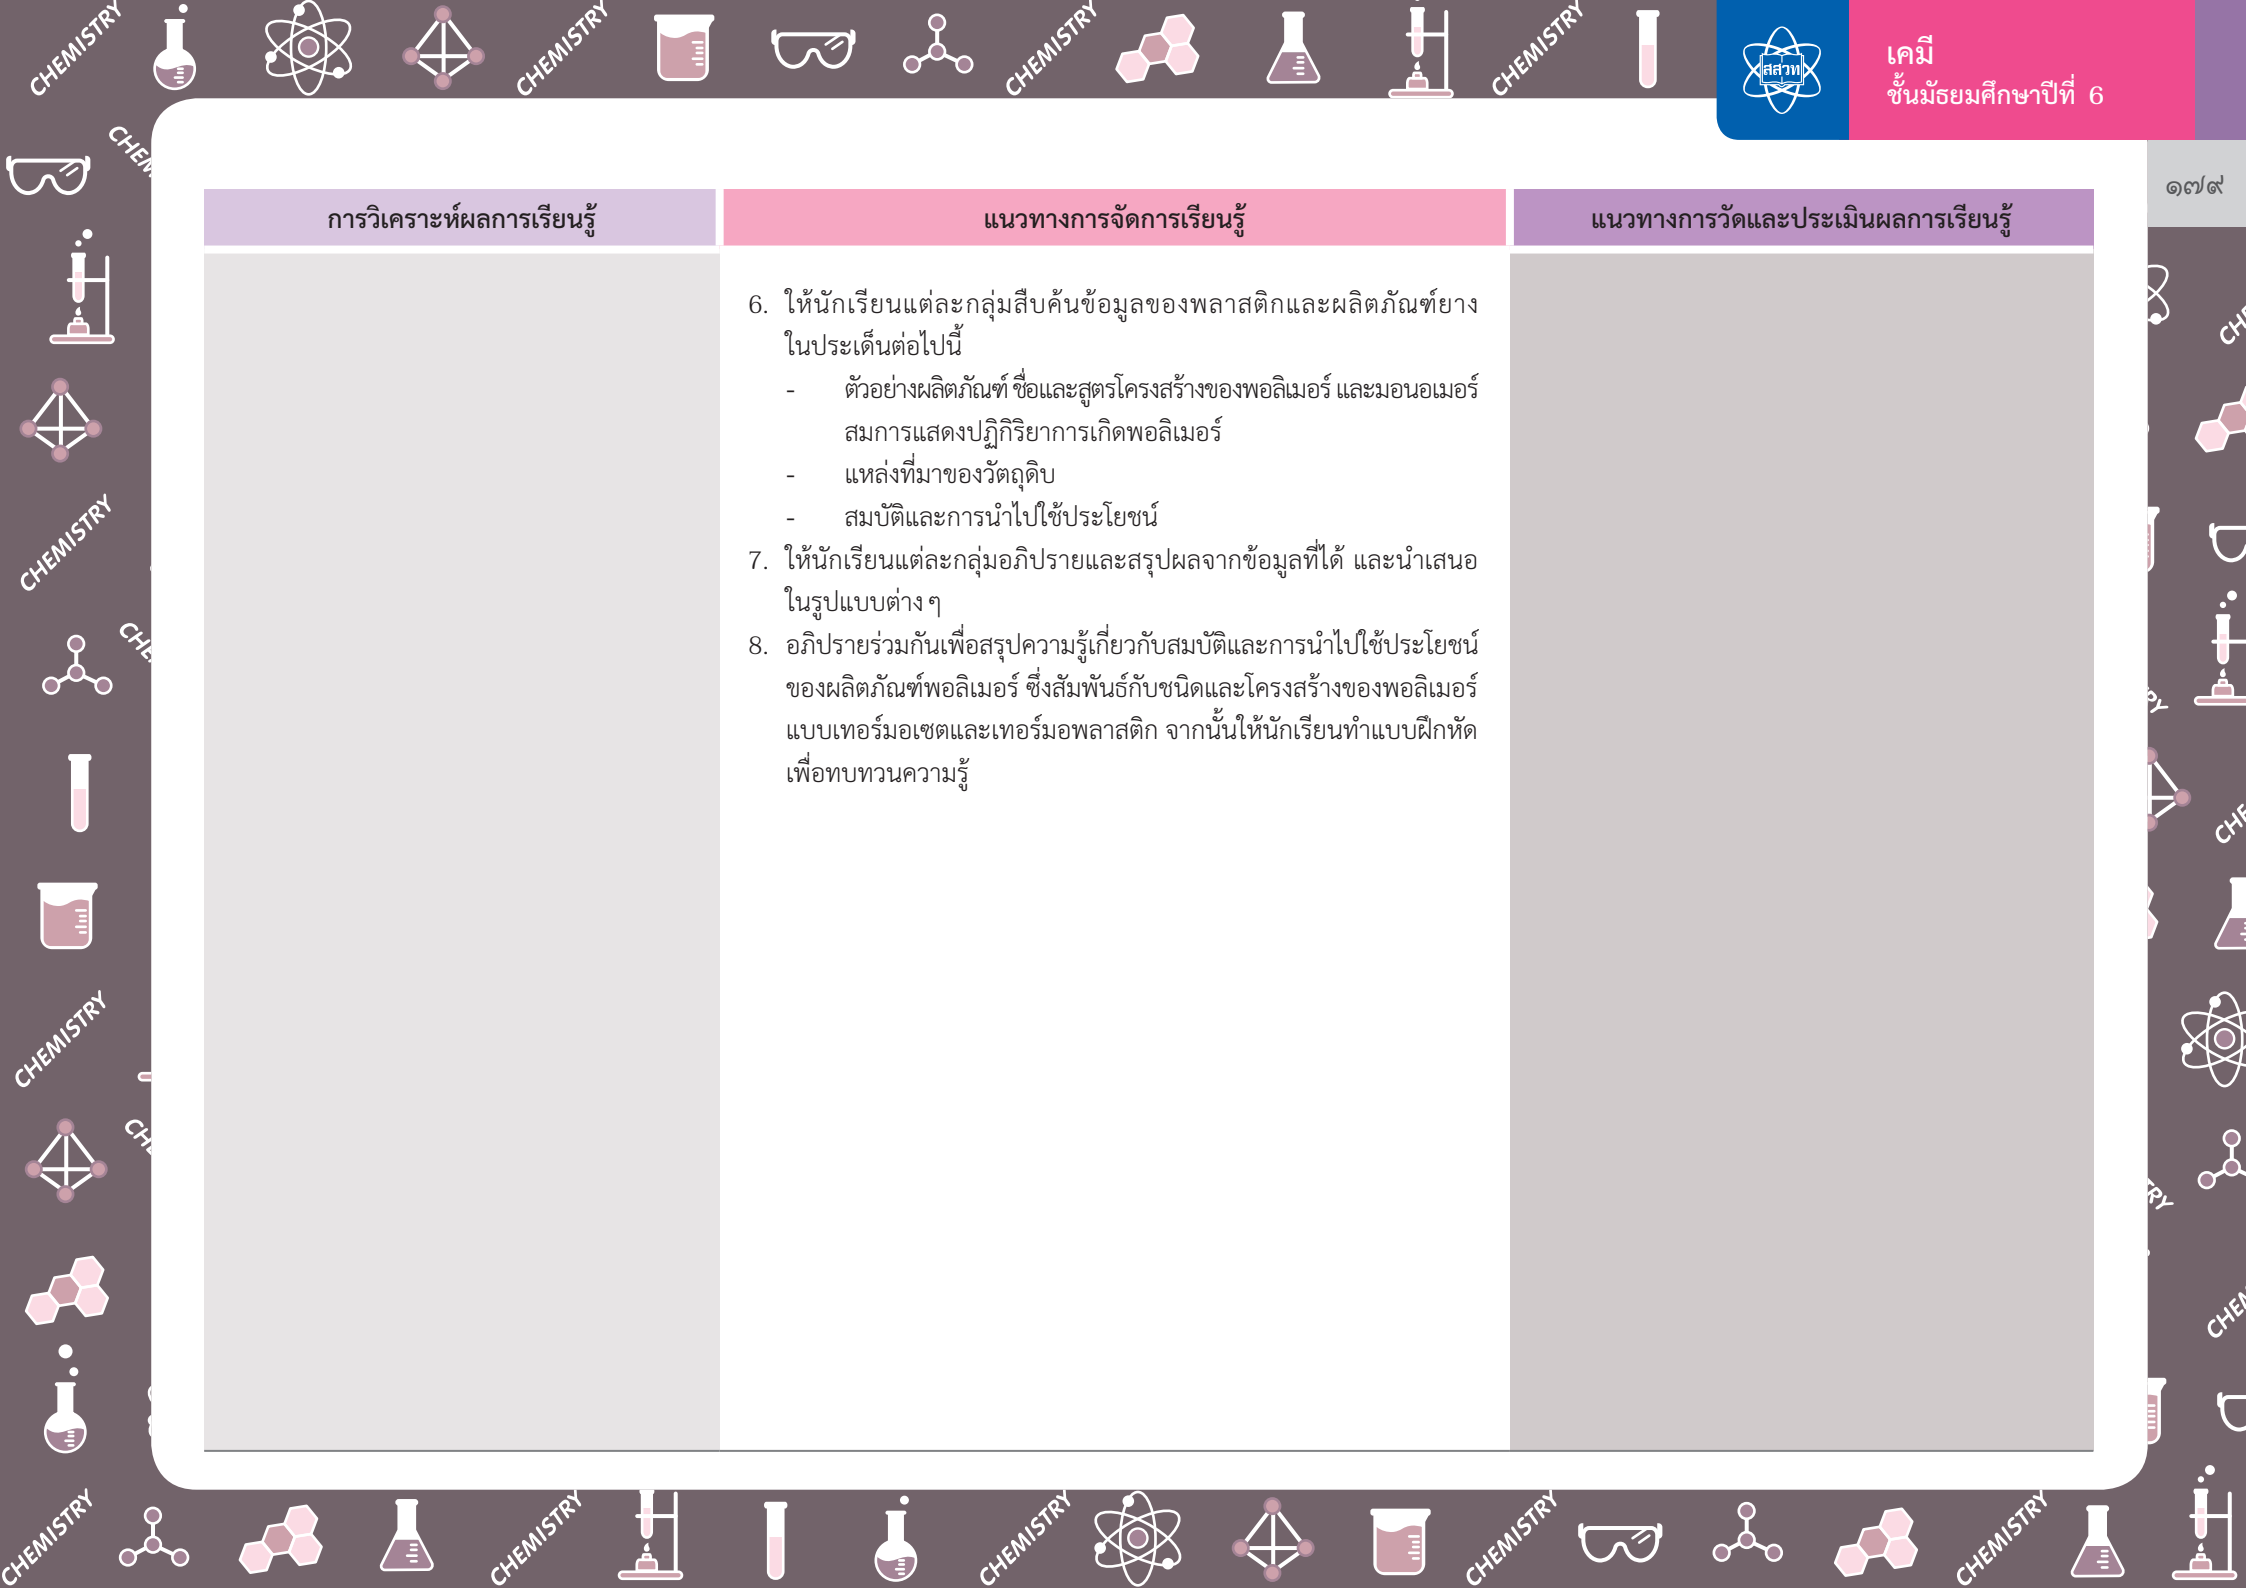 CHEMISTRY
CHEMISTRY
CHEMISTRY
CHEMISTRY
สสวท
เคมี
ชั้นมัธยมศึกษาปีที่ 6
๑๗๙
การวิเคราะห์ผลการเรียนรู้
แนวทางการจัดการเรียนรู้
แนวทางการวัดและประเมินผลการเรียนรู้
6. ให้นักเรียนแต่ละกลุ่มสืบค้นข้อมูลของพลาสติกและผลิตภัณฑ์ยาง
ในประเด็นต่อไปนี้
- ตัวอย่างผลิตภัณฑ์ ชื่อและสูตรโครงสร้างของพอลิเมอร์ และมอนอเมอร์
สมการแสดงปฏิกิริยาการเกิดพอลิเมอร์
- แหล่งที่มาของวัตถุดิบ
- สมบัติและการนำไปใช้ประโยชน์
7. ให้นักเรียนแต่ละกลุ่มอภิปรายและสรุปผลจากข้อมูลที่ได้ และนำเสนอ
ในรูปแบบต่าง ๆ
8. อภิปรายร่วมกันเพื่อสรุปความรู้เกี่ยวกับสมบัติและการนำไปใช้ประโยชน์
ของผลิตภัณฑ์พอลิเมอร์ ซึ่งสัมพันธ์กับชนิดและโครงสร้างของพอลิเมอร์
แบบเทอร์มอเซตและเทอร์มอพลาสติก จากนั้นให้นักเรียนทำแบบฝึกหัด
เพื่อทบทวนความรู้
CHEMISTRY
CHEMISTRY
CHEMISTRY
CHEMISTRY
CHEMISTRY
CHEMISTRY
CHEMISTRY